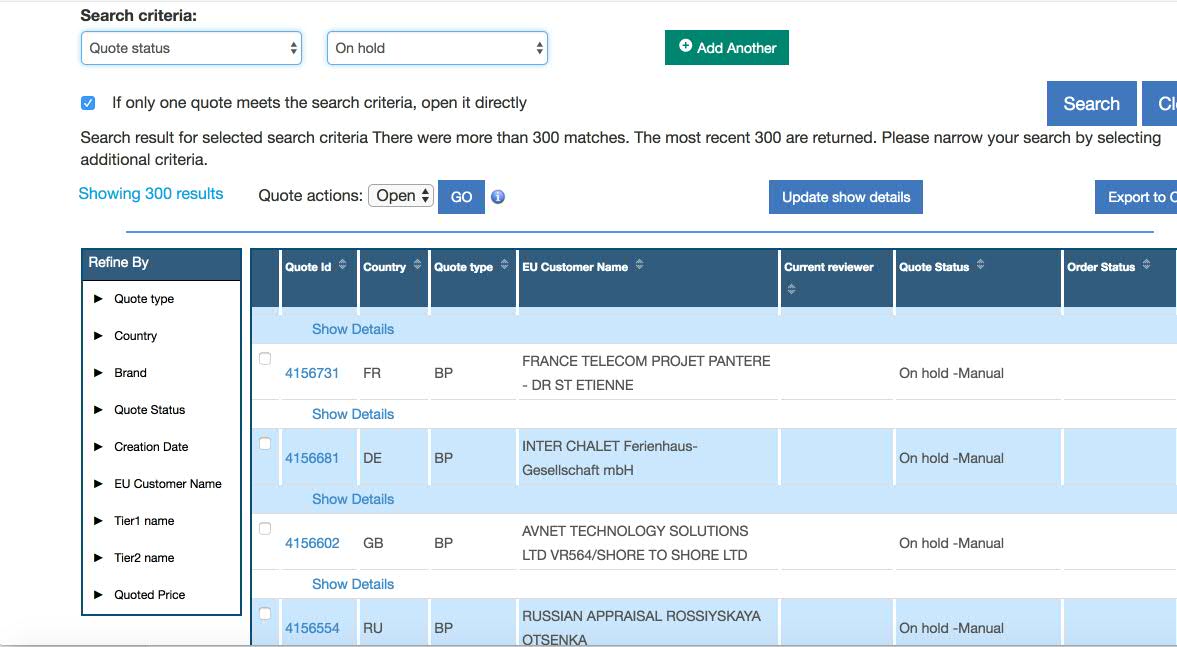 Search criteria:
Quote status On hold Add Another
If only one quote meets the search criteria, open it directly
Search
Search result for selected search criteria There were more than 300 matches. The most recent 300 are returned. Please narrow your search by selecting
additional criteria.
Showing 300 results Quote actions: Open GO Update show details Export to
Refine By
Quote type
Country
Brand
Quote Status
Creation Date
EU Customer Name
Tier1 name
Tier2 name
Quoted Price
Quote Id Country Quote type EU Customer Name Current reviewer Quote Status Order Status
Show Details
4156731 FR BP FRANCE TELECOM PROJET PANTERE On hold -Manual
- DR ST ETIENNE
Show Details
4156681 DE BP INTER CHALET Ferienhaus- On hold -Manual
Gesellschaft mbH
Show Details
4156602 GB BP AVNET TECHNOLOGY SOLUTIONS On hold -Manual
LTD VR564/SHORE TO SHORE LTD
Show Details
4156554 RU BP RUSSIAN APPRAISAL ROSSIYSKAYA On hold -Manual
OTSENKA